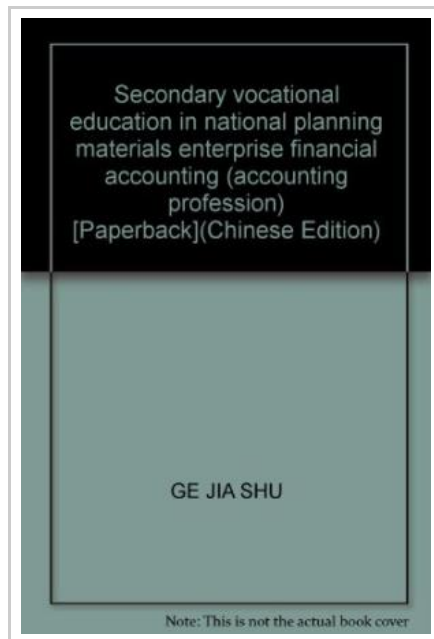 Secondary vocational
education in national planning
materials enterprise financial
accounting (accounting
profession)
[Paperback](Chinese Edition)
GE JIA SHU
Note: This is not the actual book cover